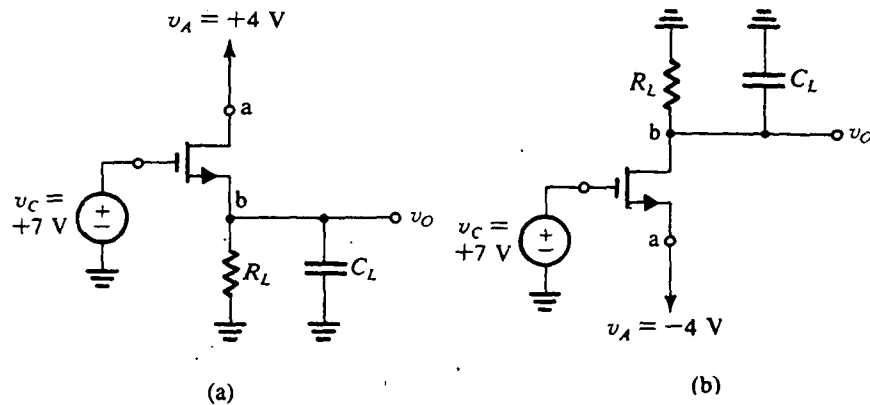 v_A = +4 V
a
b
v_C =
+7 V
+
−
R_L
C_L
v_O
(a)
R_L
C_L
b
v_O
v_C =
+7 V
+
−
a
v_A = −4 V
(b)